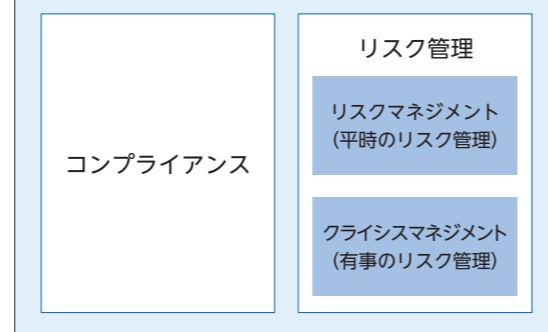 コンプライアンス
リスク管理
リスクマネジメント
(平時のリスク管理)
クライシスマネジメント
(有事のリスク管理)